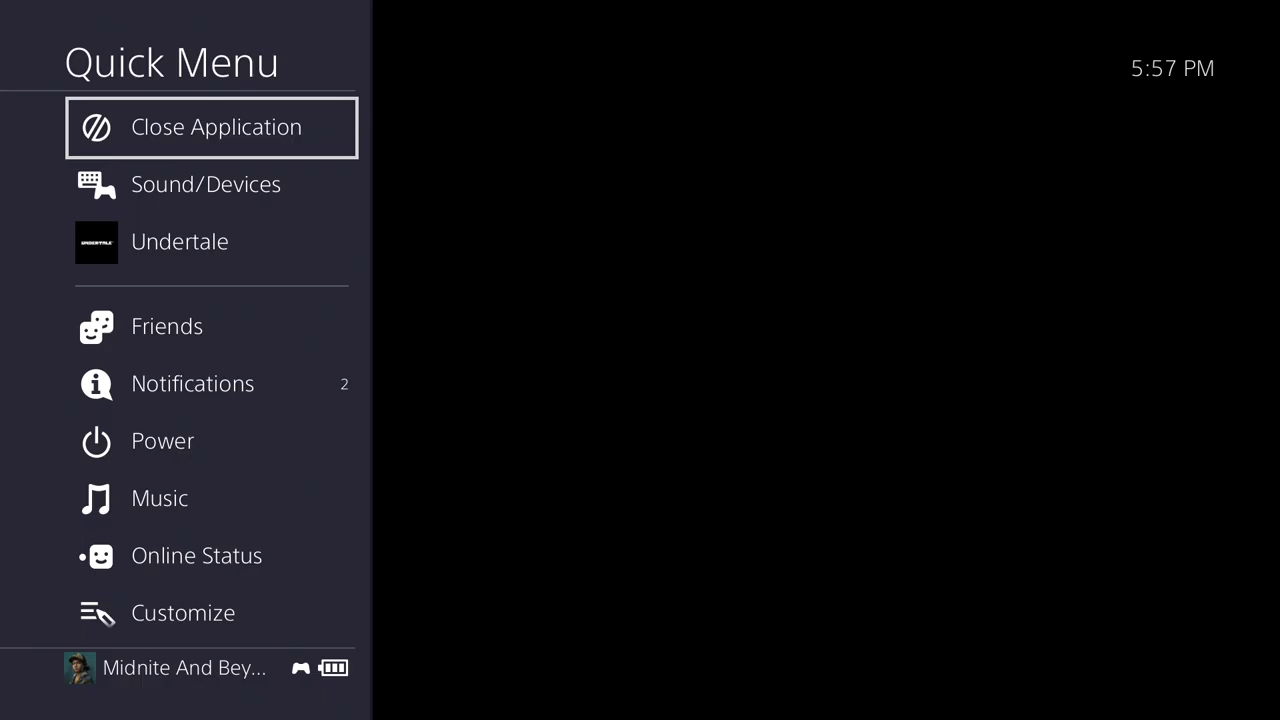 Quick Menu
5:57 PM
Close Application
Sound/Devices
UNDERTALE
Undertale
Friends
Notifications 2
Power
Music
Online Status
Customize
Midnite And Bey...